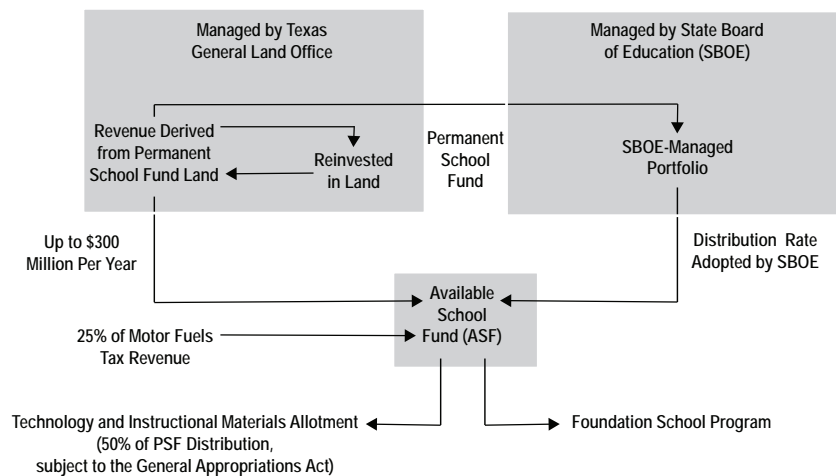 Managed by Texas
General Land Office
Managed by State Board
of Education (SBOE)
Revenue Derived
from Permanent
School Fund Land
Reinvested
in Land
Permanent
School
Fund
SBOE-Managed
Portfolio
Up to $300
Million Per Year
Distribution Rate
Adopted by SBOE
Available
School
Fund (ASF)
25% of Motor Fuels
Tax Revenue
Technology and Instructional Materials Allotment
(50% of PSF Distribution,
subject to the General Appropriations Act)
Foundation School Program